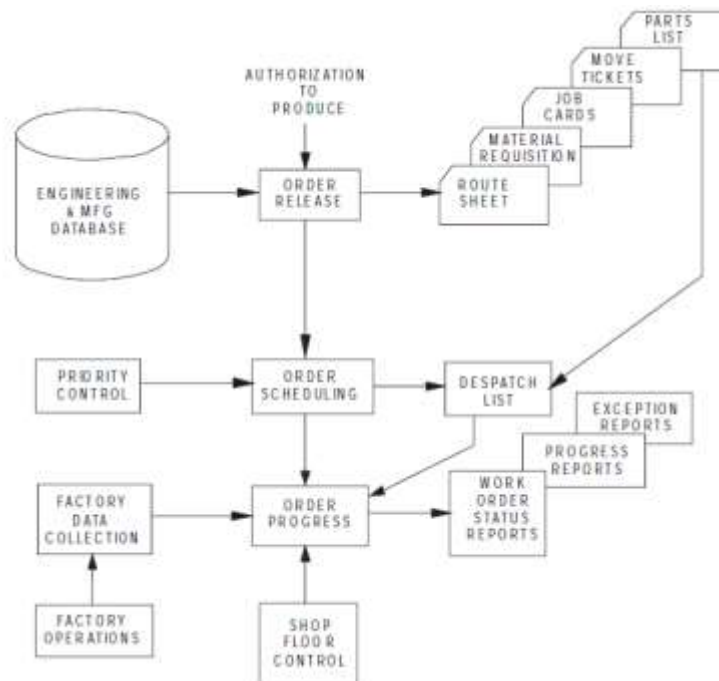 PARTS
LIST
MOVE
TICKETS
JOB
CARDS
MATERIAL
REQUISITION
ROUTE
SHEET
AUTHORIZATION
TO
PRODUCE
ENGINEERING
& MFG
DATABASE
ORDER
RELEASE
PRIORITY
CONTROL
ORDER
SCHEDULING
DESPATCH
LIST
EXCEPTION
REPORTS
PROGRESS
REPORTS
WORK
ORDER
STATUS
REPORTS
FACTORY
DATA
COLLECTION
ORDER
PROGRESS
FACTORY
OPERATIONS
SHOP
FLOOR
CONTROL